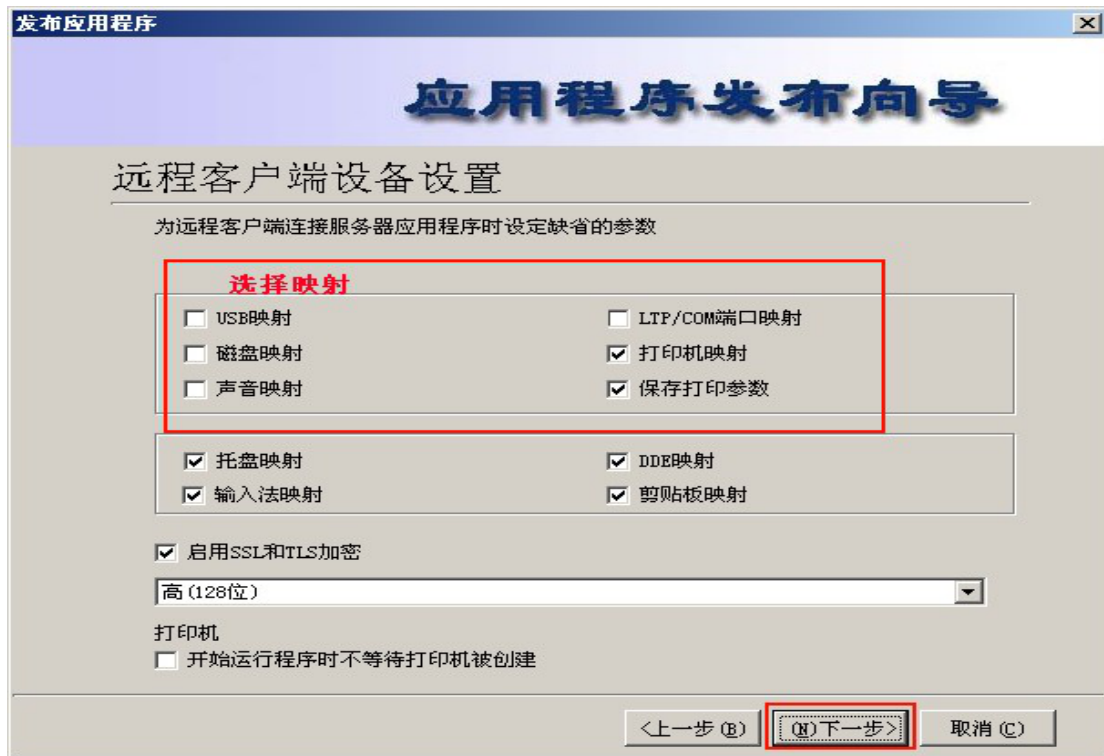 发布应用程序
应用程序发布向导
远程客户端设备设置
为远程客户端连接服务器应用程序时设定缺省的参数
选择映射
USB映射 LTP/COM端口映射
磁盘映射 打印机映射
声音映射 保存打印参数
托盘映射 DDE映射
输入法映射 剪贴板映射
启用SSL和TLS加密
高(128位)
打印机
开始运行程序时不等待打印机被创建
<上一步(B) (N)下一步> 取消(C)